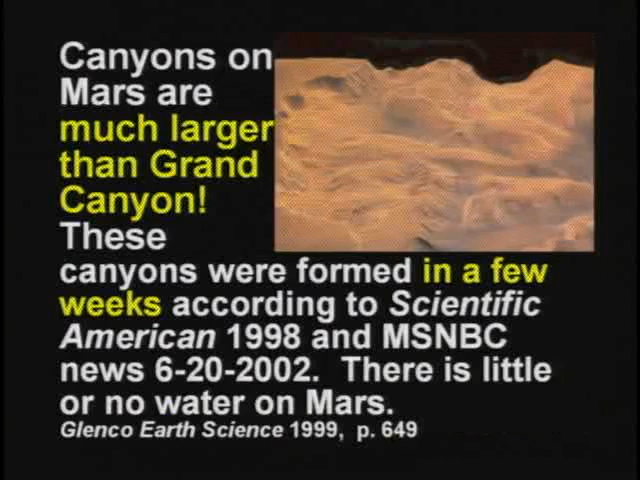 Canyons on
Mars are
much larger
than Grand
Canyon!
These
canyons were formed in a few
weeks according to Scientific
American 1998 and MSNBC
news 6-20-2002.  There is little
or no water on Mars.
Glenco Earth Science 1999,  p. 649